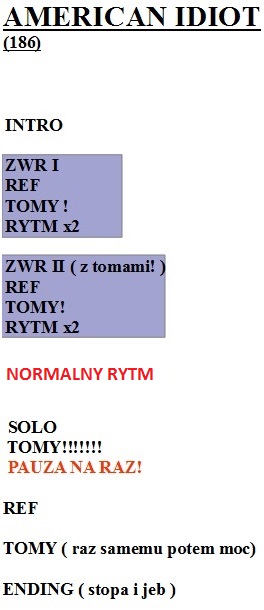 AMERICAN IDIOT
(186)
INTRO
ZWR I
REF
TOMY !
RYTM x2
ZWR II ( z tomami! )
REF
TOMY!
RYTM x2
NORMALNY RYTM
SOLO
TOMY!!!!!!!
PAUZA NA RAZ!
REF
TOMY ( raz samemu potem moc)
ENDING ( stopa i jeb )